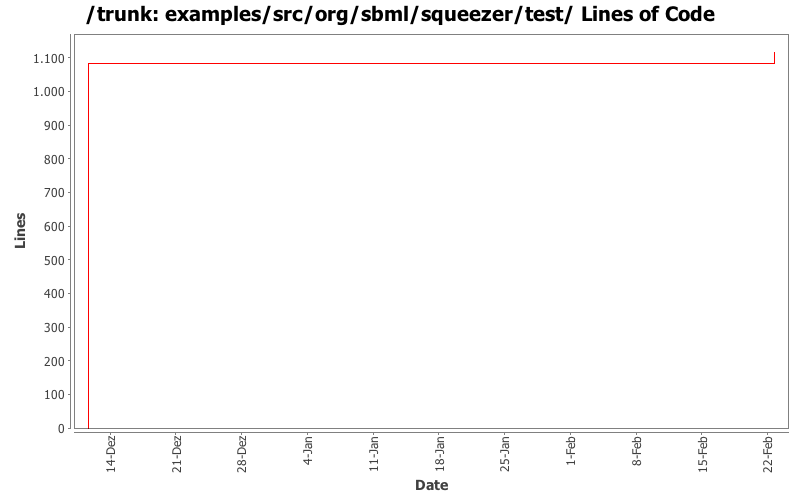 /trunk: examples/src/org/sbml/squeezer/test/ Lines of Code
1.100
1.000
900
800
700
600
500
400
300
200
100
0
Lines
14-Dez
21-Dez
28-Dez
4-Jan
11-Jan
18-Jan
25-Jan
1-Feb
8-Feb
15-Feb
22-Feb
Date